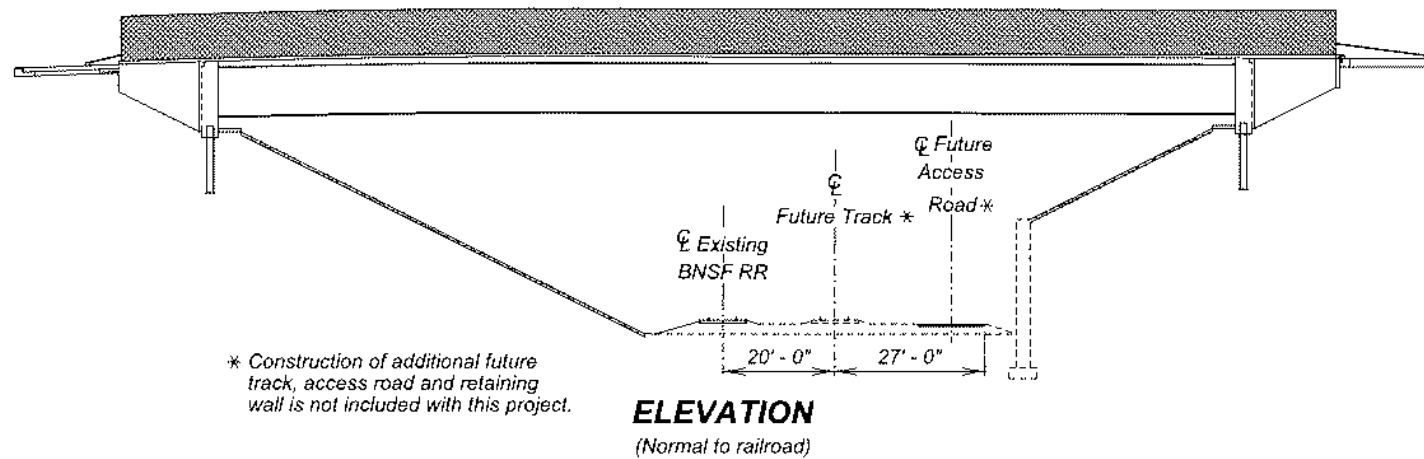 ℄ Future
Access
Road *
℄
Future Track *
℄ Existing
BNSF RR
20' - 0"
27' - 0"
* Construction of additional future
track, access road and retaining
wall is not included with this project.
ELEVATION
(Normal to railroad)